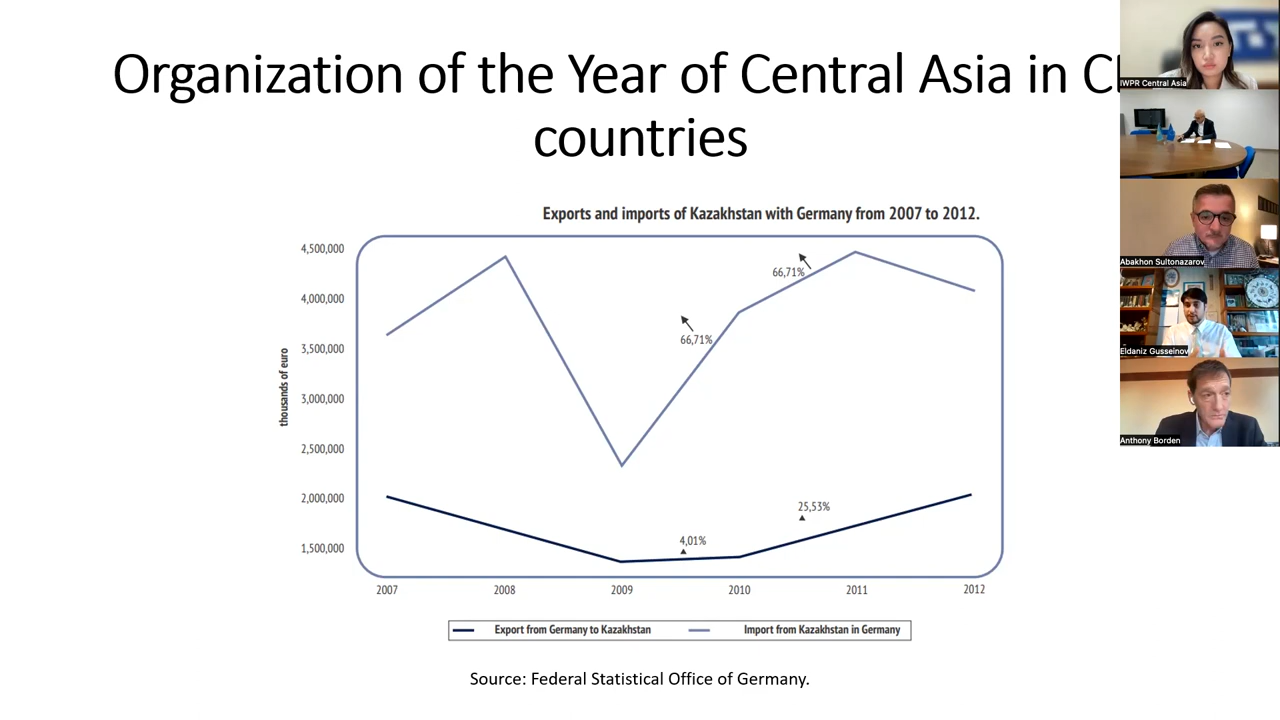 Organization of the Year of Central Asia in
countries
Exports and imports of Kazakhstan with Germany from 2007 to 2012.
4,500,000
4,000,000
3,500,000
3,000,000
2,500,000
2,000,000
1,500,000
thousands of euro
66,71%
66,71%
25,53%
4,01%
2007 2008 2009 2010 2011 2012
Export from Germany to Kazakhstan Import from Kazakhstan in Germany
Source: Federal Statistical Office of Germany.
IWPR Central Asia
Abakhon Sultonazarov
Eldaniz Gusseinov
Anthony Borden